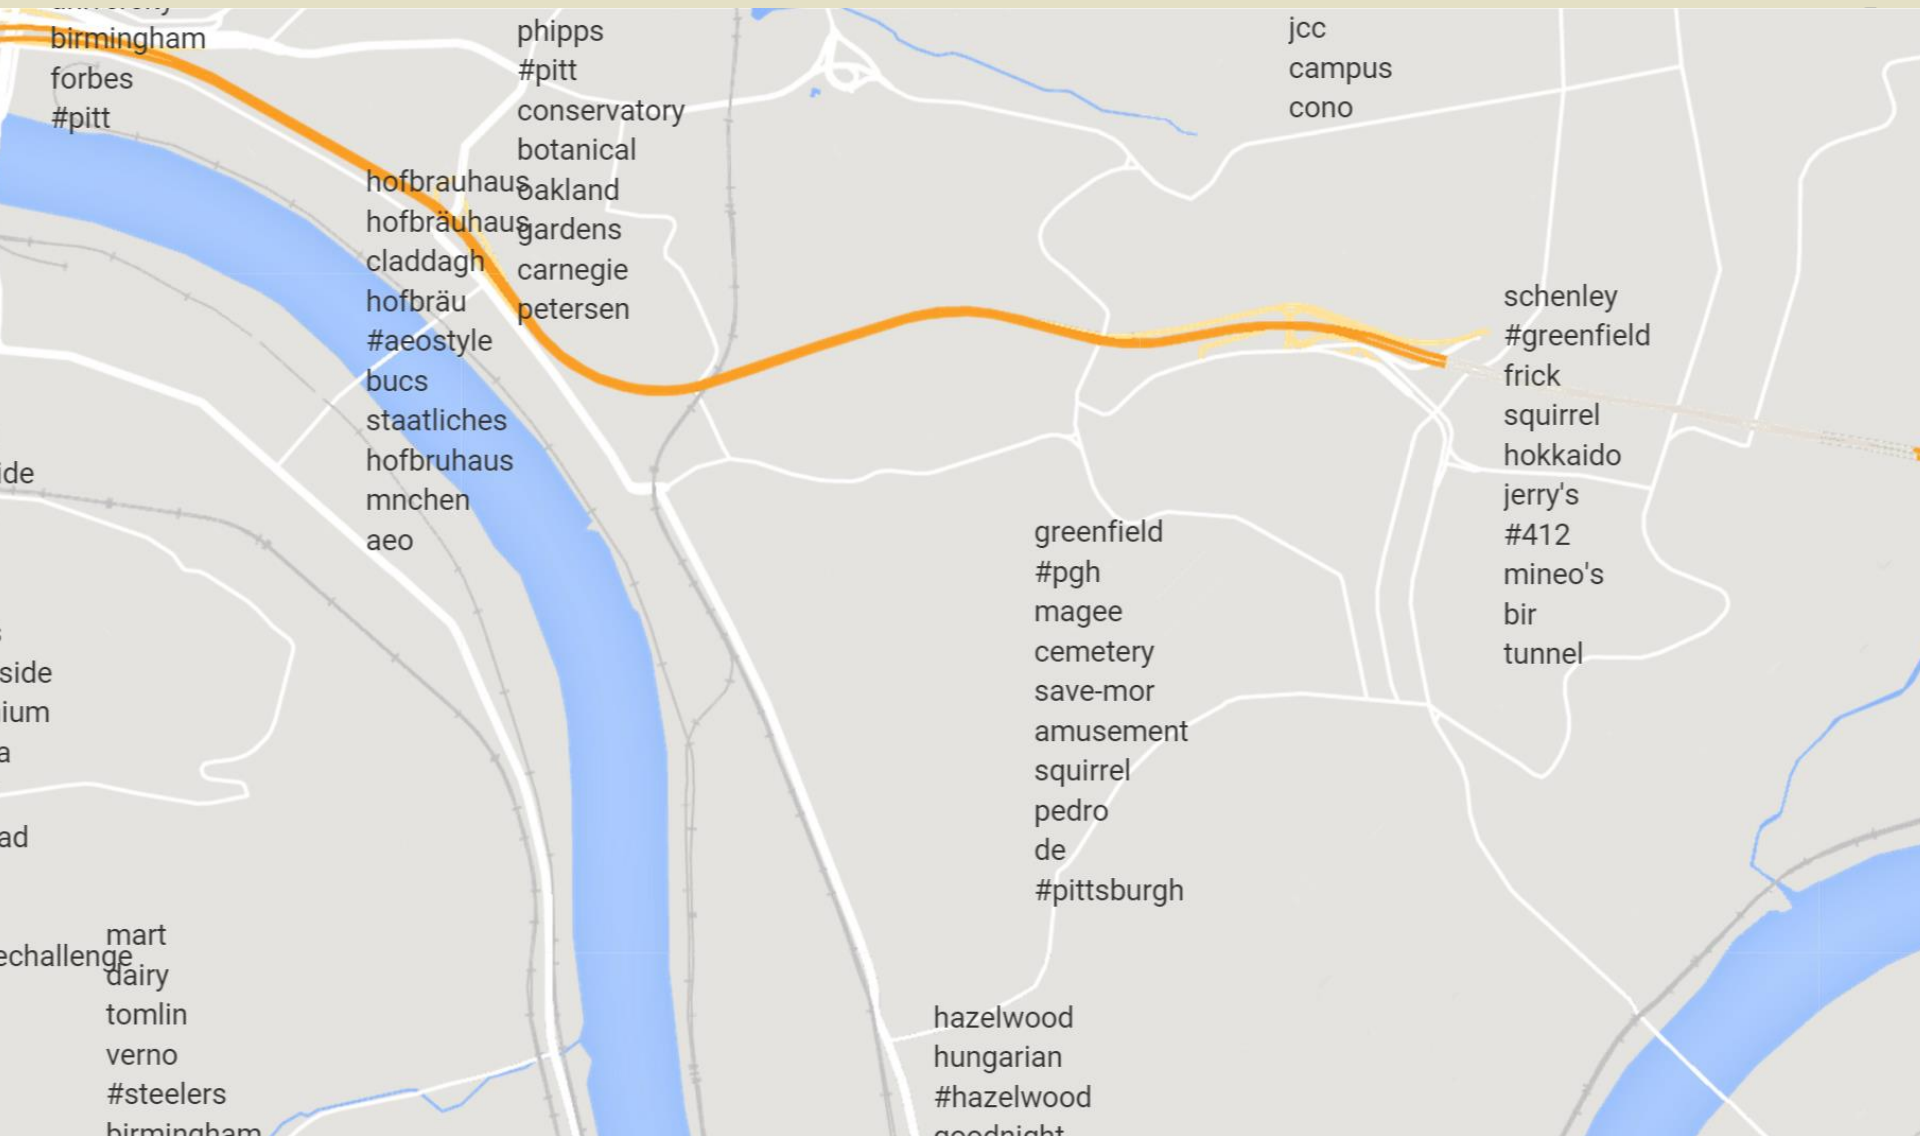 birmingham
forbes
#pitt
phipps
#pitt
conservatory
botanical
oakland
gardens
carnegie
petersen
jcc
campus
cono
hofbrauhaus
hofbräuhaus
claddagh
hofbräu
#aeostyle
bucs
staatliches
hofbruhaus
mnchen
aeo
schenley
#greenfield
frick
squirrel
hokkaido
jerry's
#412
mineo's
bir
tunnel
ide
side
ium
a
ad
echallenge
greenfield
#pgh
magee
cemetery
save-mor
amusement
squirrel
pedro
de
#pittsburgh
mart
dairy
tomlin
verno
#steelers
birmingham
hazelwood
hungarian
#hazelwood
goodnight